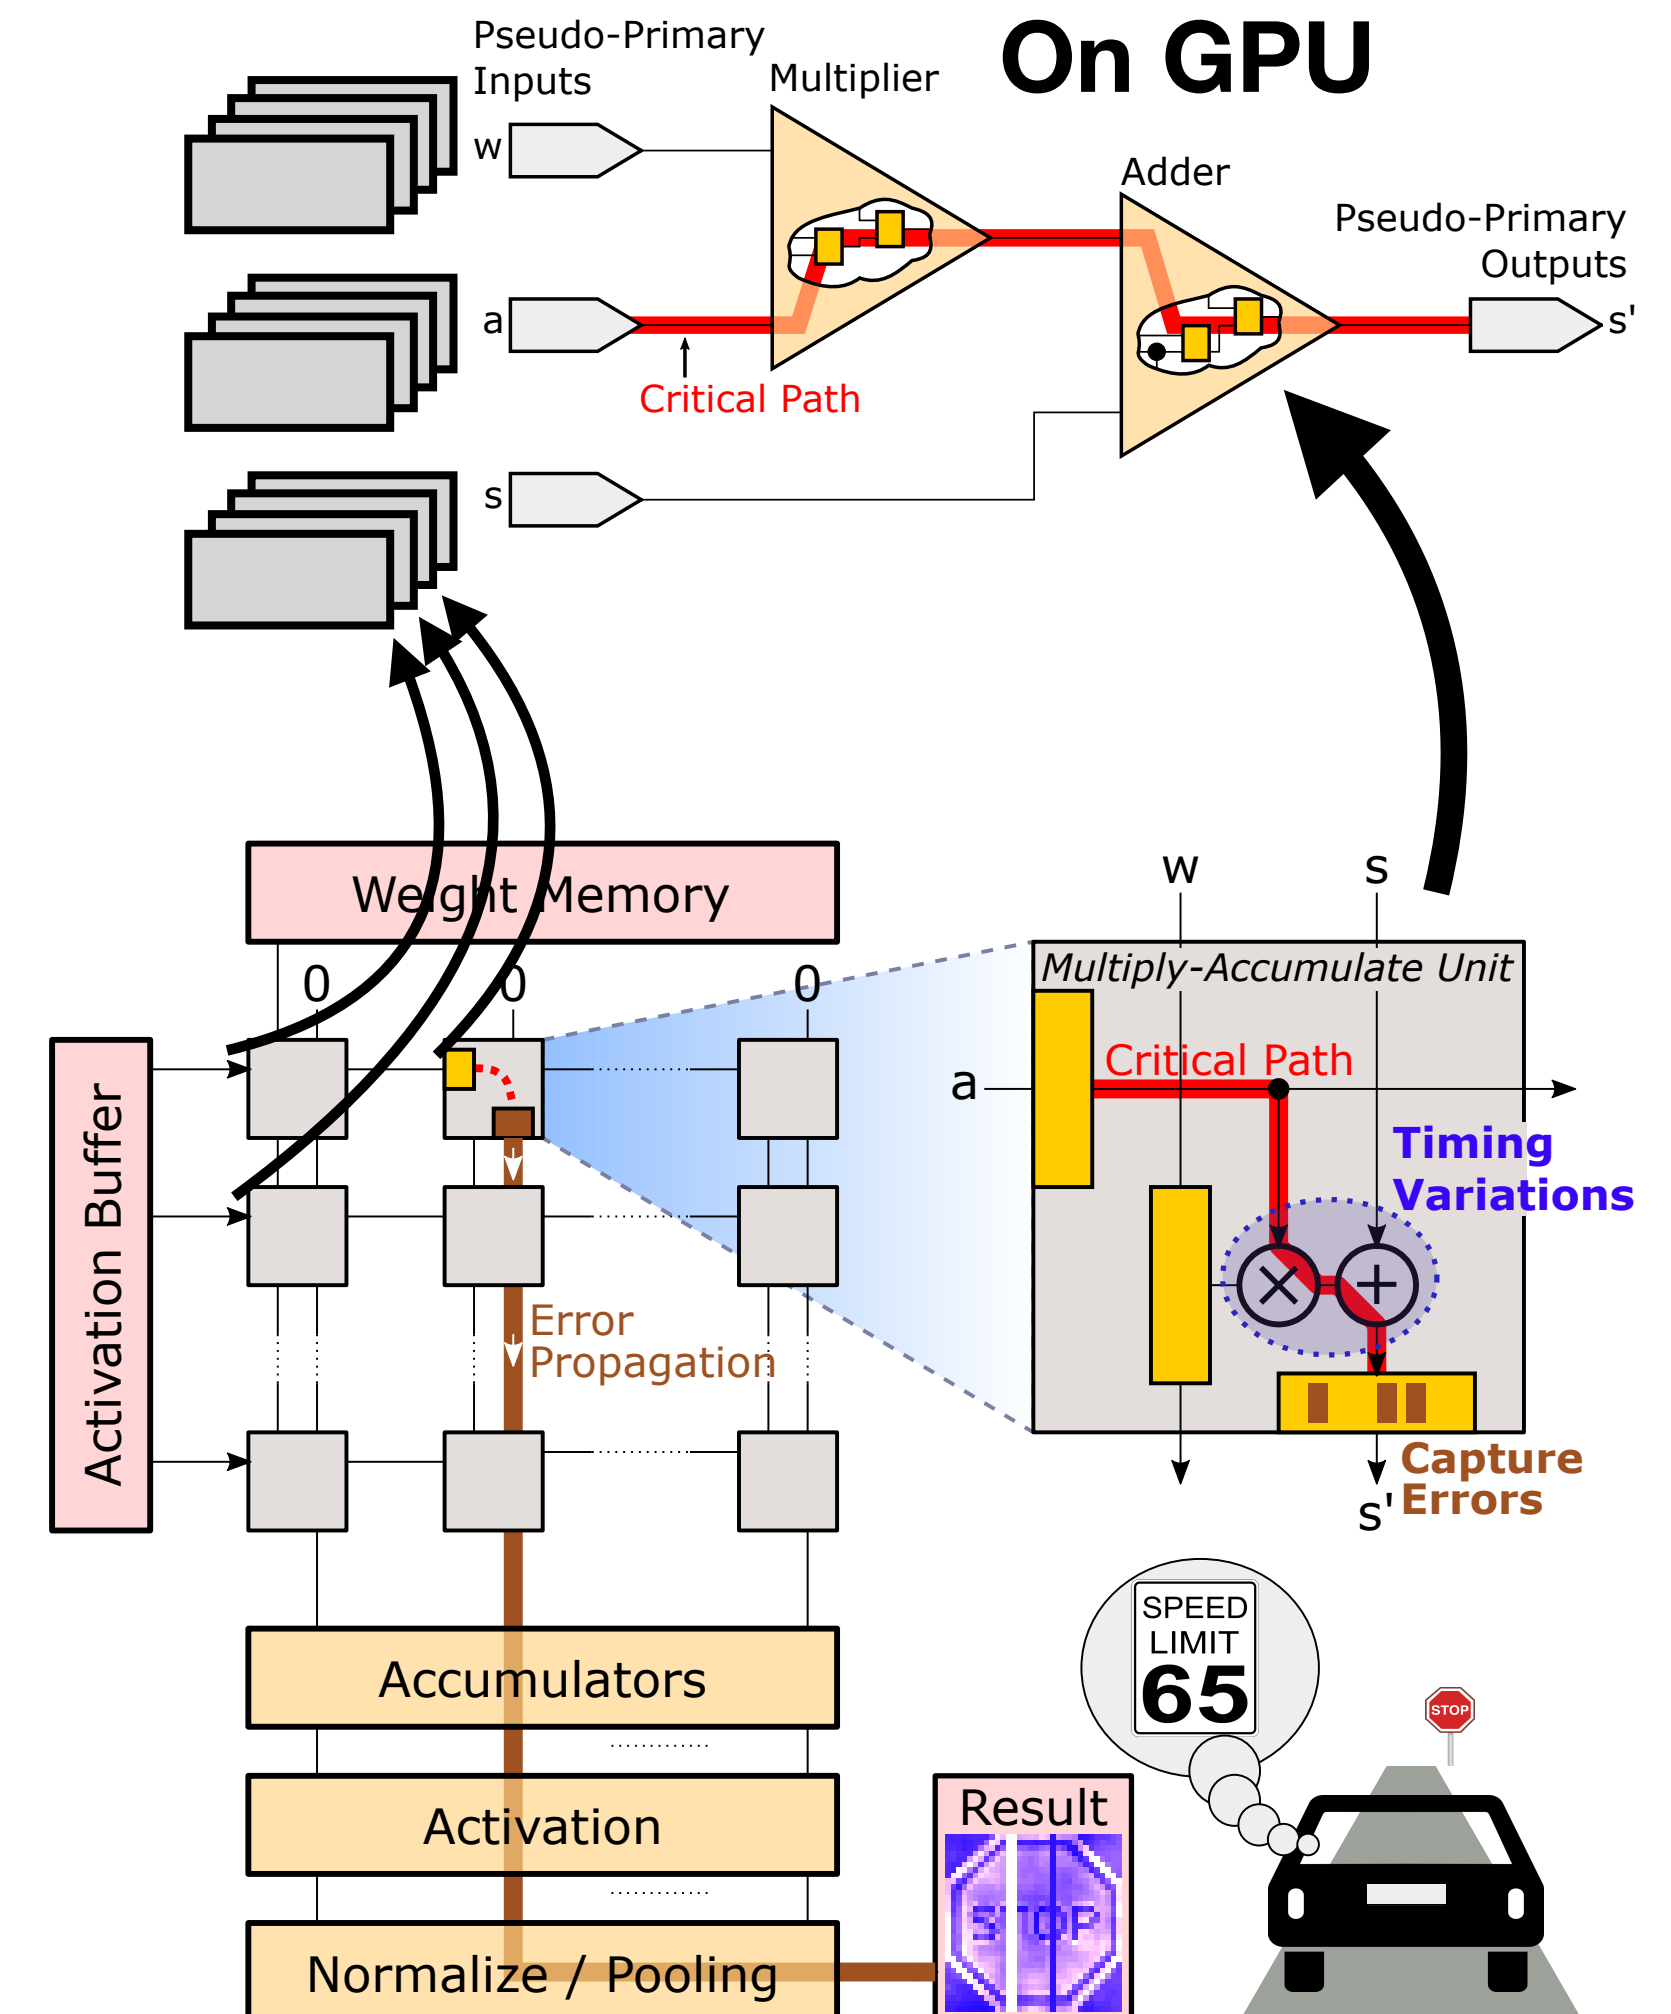 On GPU
Pseudo-Primary
Inputs
Multiplier
w
Adder
Pseudo-Primary
Outputs
a
s'
Critical Path
s
Weight Memory
w
s
0
0
0
Multiply-Accumulate Unit
Activation Buffer
Critical Path
a
Timing
Variations
Error
Propagation
Capture
Errors
s'
SPEED
LIMIT
65
Accumulators
STOP
Activation
Result
STOP
Normalize / Pooling